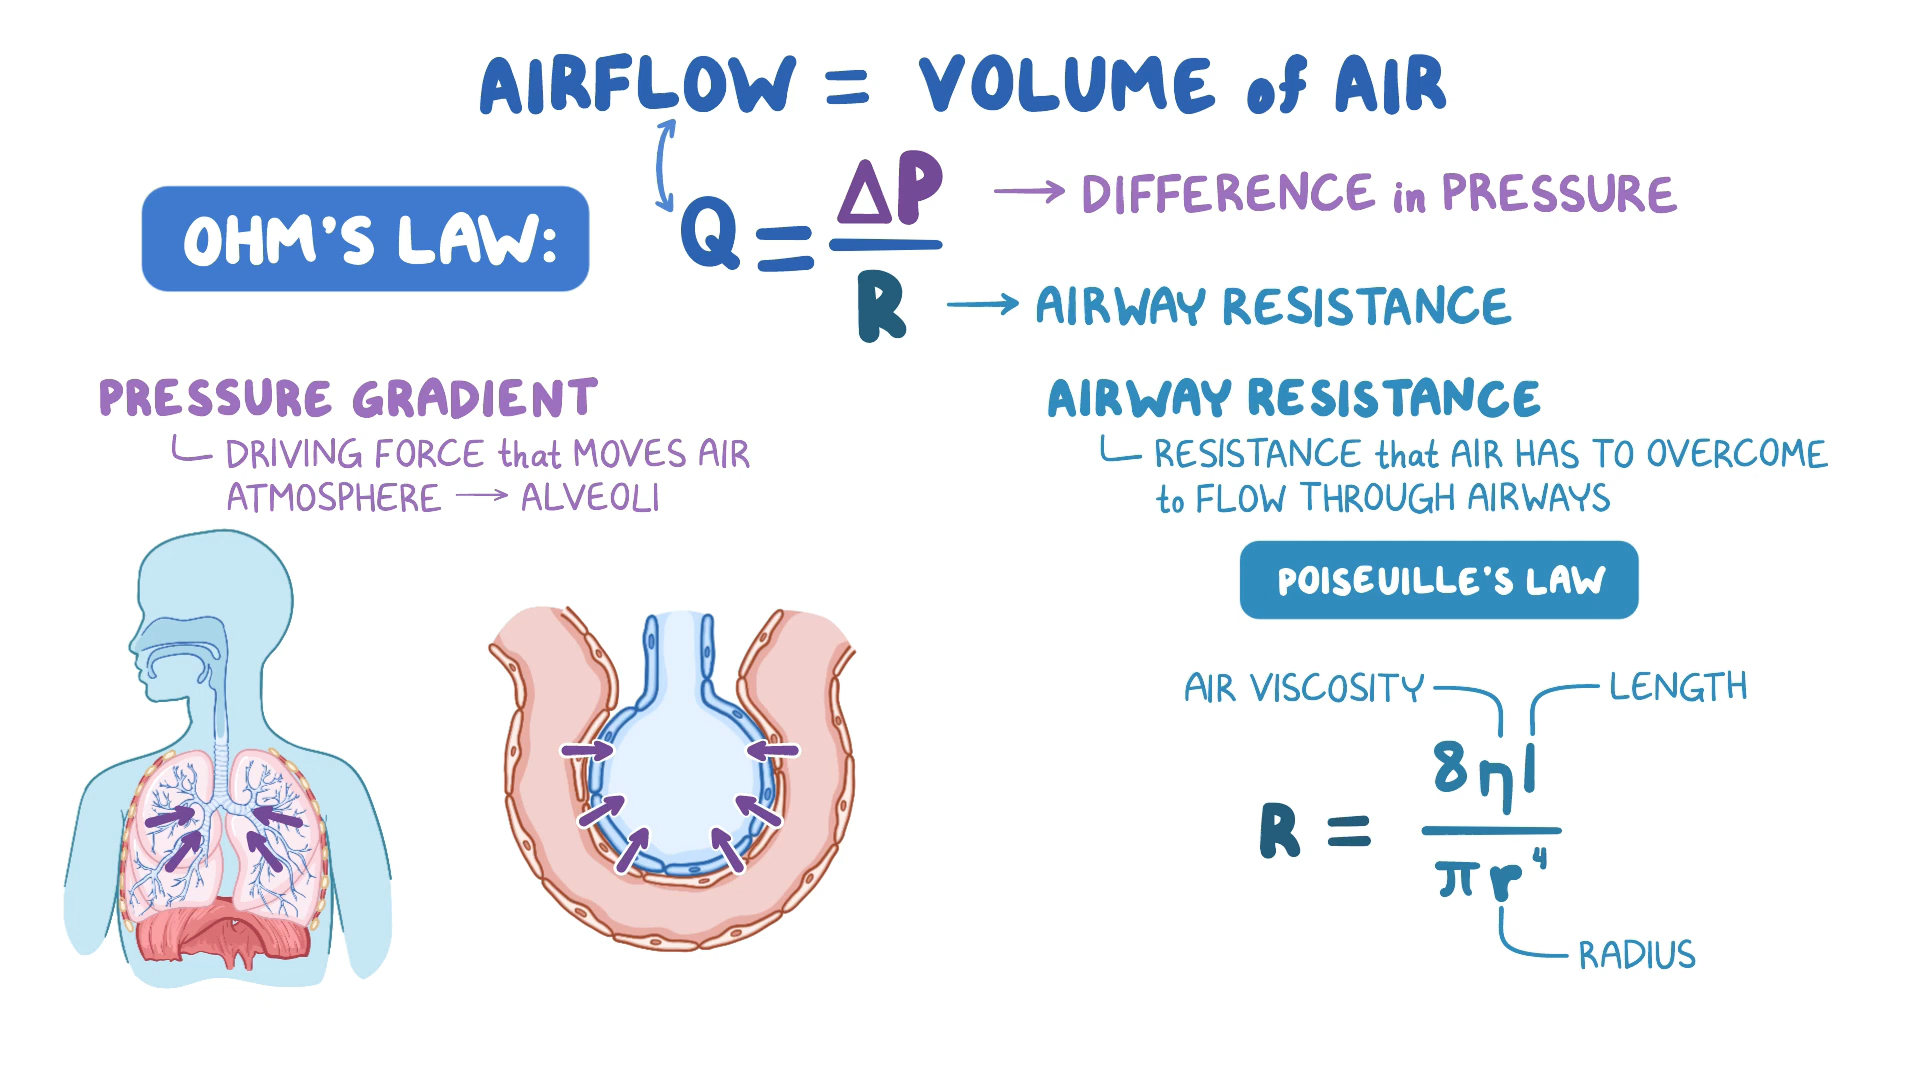 AIRFLOW = VOLUME of AIR
OHM'S LAW:
Q = ΔP / R
→ DIFFERENCE in PRESSURE
→ AIRWAY RESISTANCE
PRESSURE GRADIENT
DRIVING FORCE that MOVES AIR
ATMOSPHERE → ALVEOLI
AIRWAY RESISTANCE
RESISTANCE that AIR HAS TO OVERCOME
to FLOW THROUGH AIRWAYS
POISEUILLE'S LAW
AIR VISCOSITY
LENGTH
R = 8ηl / πr⁴
RADIUS